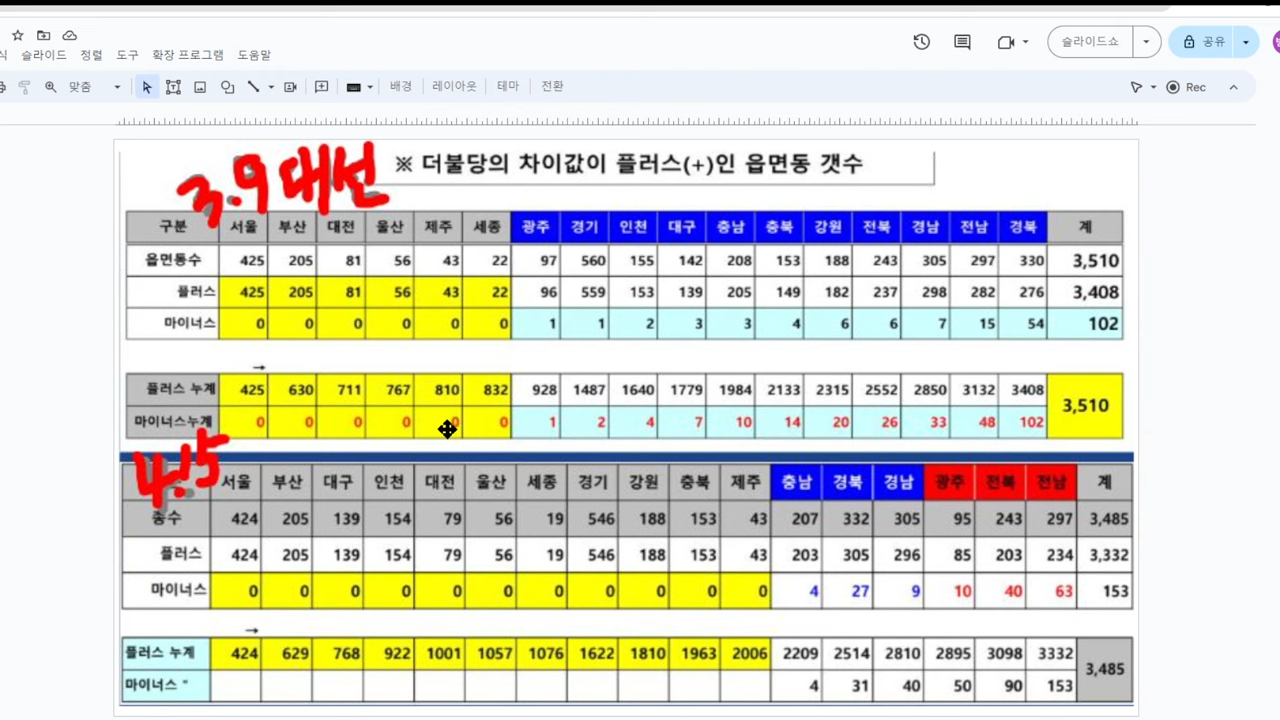 슬라이드쇼
공유
식 슬라이드 정렬 도구 확장 프로그램 도움말
맞춤 배경 레이아웃 테마 전환 Rec
3.9 대선 ※ 더불당의 차이값이 플러스(+)인 읍면동 갯수
구분 서울 부산 대전 울산 제주 세종 광주 경기 인천 대구 충남 충북 강원 전북 경남 전남 경북 계
읍면동수 425 205 81 56 43 22 97 560 155 142 208 153 188 243 305 297 330 3,510
플러스 425 205 81 56 43 22 96 559 153 139 205 149 182 237 298 282 276 3,408
마이너스 0 0 0 0 0 0 1 1 2 3 3 4 6 6 7 15 54 102
→
플러스 누계 425 630 711 767 810 832 928 1487 1640 1779 1984 2133 2315 2552 2850 3132 3408 3,510
마이너스누계 0 0 0 0 0 0 1 2 4 7 10 14 20 26 33 48 102
4.15 서울 부산 대구 인천 대전 울산 세종 경기 강원 충북 제주 충남 경북 경남 광주 전북 전남 계
총수 424 205 139 154 79 56 19 546 188 153 43 207 332 305 95 243 297 3,485
플러스 424 205 139 154 79 56 19 546 188 153 43 203 305 296 85 203 234 3,332
마이너스 0 0 0 0 0 0 0 0 0 0 0 4 27 9 10 40 63 153
→
플러스 누계 424 629 768 922 1001 1057 1076 1622 1810 1963 2006 2209 2514 2810 2895 3098 3332 3,485
마이너스 " 4 31 40 50 90 153